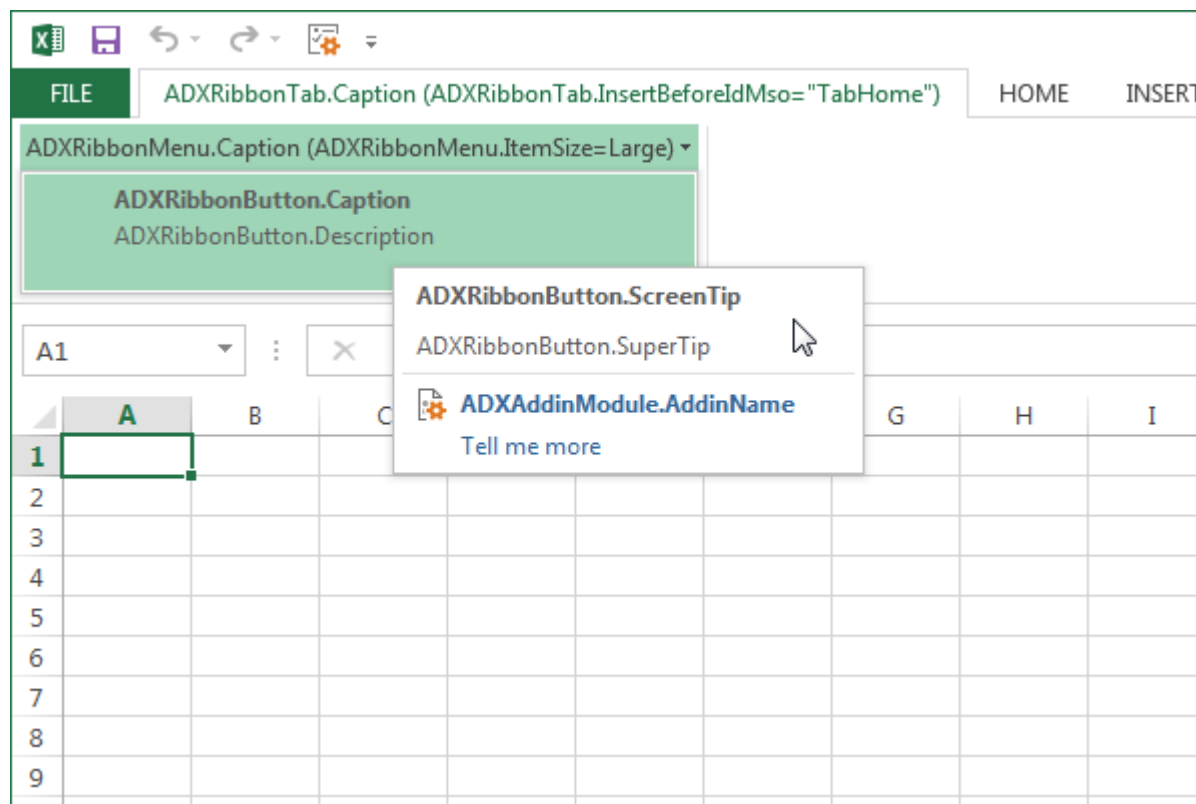 FILE ADXRibbonTab.Caption (ADXRibbonTab.InsertBeforeIdMso="TabHome") HOME INSERT
ADXRibbonMenu.Caption (ADXRibbonMenu.ItemSize=Large)
ADXRibbonButton.Caption
ADXRibbonButton.Description
ADXRibbonButton.ScreenTip
ADXRibbonButton.SuperTip
ADXAddinModule.AddinName
Tell me more
A1
A B C G H I
1
2
3
4
5
6
7
8
9